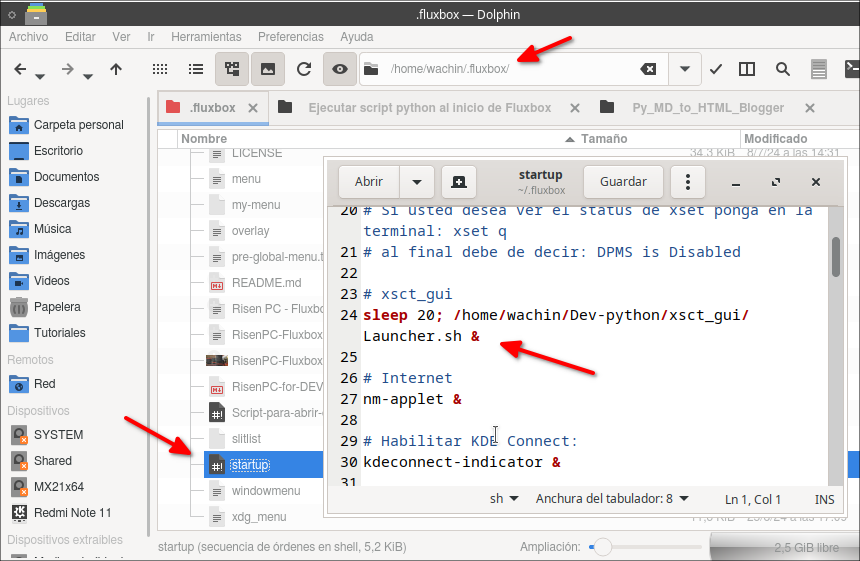 .fluxbox — Dolphin
Archivo Editar Ver Ir Herramientas Preferencias Ayuda
/home/wachin/.fluxbox/
Lugares
Carpeta personal
Escritorio
Documentos
Descargas
Música
Imágenes
Videos
Papelera
Tutoriales
Remotos
Red
Dispositivos
SYSTEM
Shared
MX21x64
Redmi Note 11
Dispositivos extraíbles
.fluxbox
Ejecutar script python al inicio de Fluxbox
Py_MD_to_HTML_Blogger
Nombre Tamaño Modificado
LICENSE 34,3 KiB 8/7/24 a las 14:31
menu
my-menu
overlay
pre-global-menu.t
README.md
Risen PC - Fluxbo
RisenPC-Fluxbox
RisenPC-Fluxbox
RisenPC-for-DEV
Script-para-abrir-
slitlist
startup
windowmenu
xdg_menu
startup (secuencia de órdenes en shell, 5,2 KiB)
Ampliación:
2,5 GiB libre
Abrir
startup
~/.fluxbox
Guardar
20 # Si usted desea ver el status de xset ponga en la
terminal: xset q
21 # al final debe de decir: DPMS is Disabled
22
23 # xsct_gui
24 sleep 20; /home/wachin/Dev-python/xsct_gui/
Launcher.sh &
25
26 # Internet
27 nm-applet &
28
29 # Habilitar KDE Connect:
30 kdeconnect-indicator &
31
sh Anchura del tabulador: 8 Ln 1, Col 1 INS